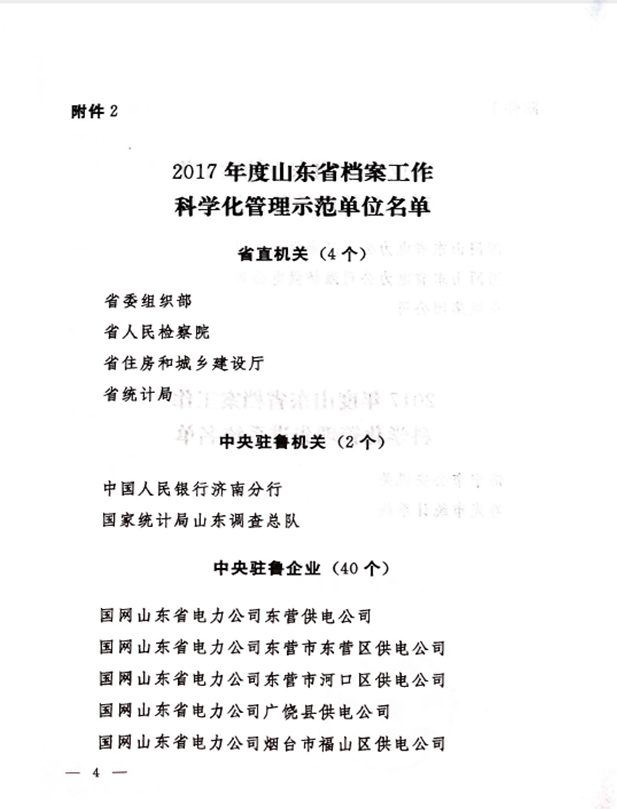 附件2
2017年度山东省档案工作
科学化管理示范单位名单
省直机关（4个）
省委组织部
省人民检察院
省住房和城乡建设厅
省统计局
中央驻鲁机关（2个）
中国人民银行济南分行
国家统计局山东调查总队
中央驻鲁企业（40个）
国网山东省电力公司东营供电公司
国网山东省电力公司东营市东营区供电公司
国网山东省电力公司东营市河口区供电公司
国网山东省电力公司广饶县供电公司
国网山东省电力公司烟台市福山区供电公司
— 4 —